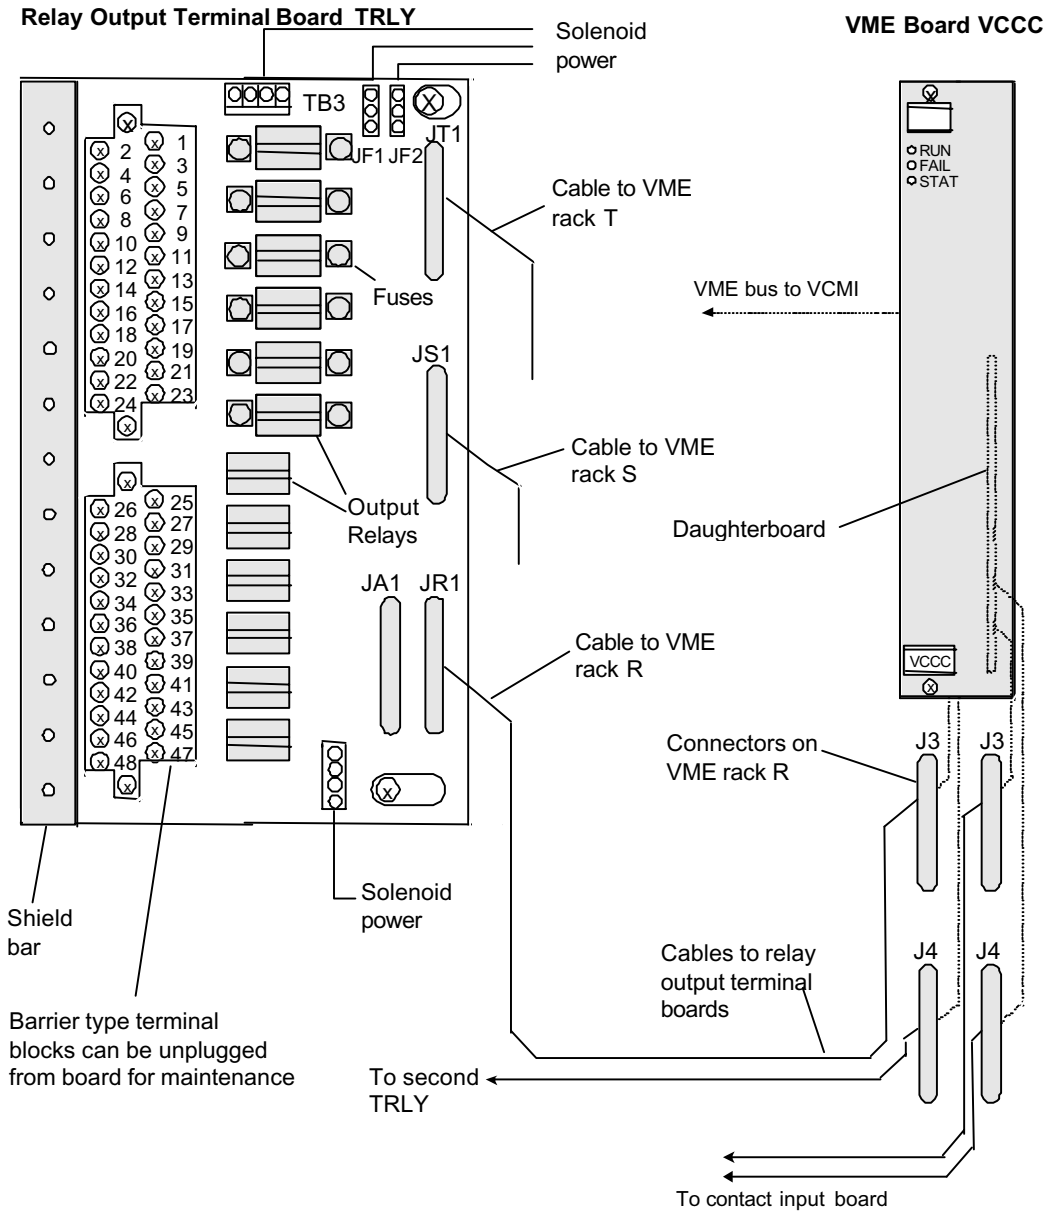 Relay Output Terminal Board TRLY
VME Board VCCC
Solenoid
power
TB3
JF1 JF2
JT1
x
1
2
3
4
5
6
7
8
9
10
11
12
13
14
15
16
17
18
19
20
21
22
23
24
Cable to VME
rack T
Fuses
JS1
Cable to VME
rack S
Output
Relays
25
26
27
28
29
30
31
32
33
34
35
36
37
38
39
40
41
42
43
44
45
46
47
48
JA1
JR1
Cable to VME
rack R
Solenoid
power
Shield
bar
Barrier type terminal
blocks can be unplugged
from board for maintenance
RUN
FAIL
STAT
VME bus to VCMI
Daughterboard
VCCC
x
Connectors on
VME rack R
J3
J3
J4
J4
Cables to relay
output terminal
boards
To second
TRLY
To contact input board